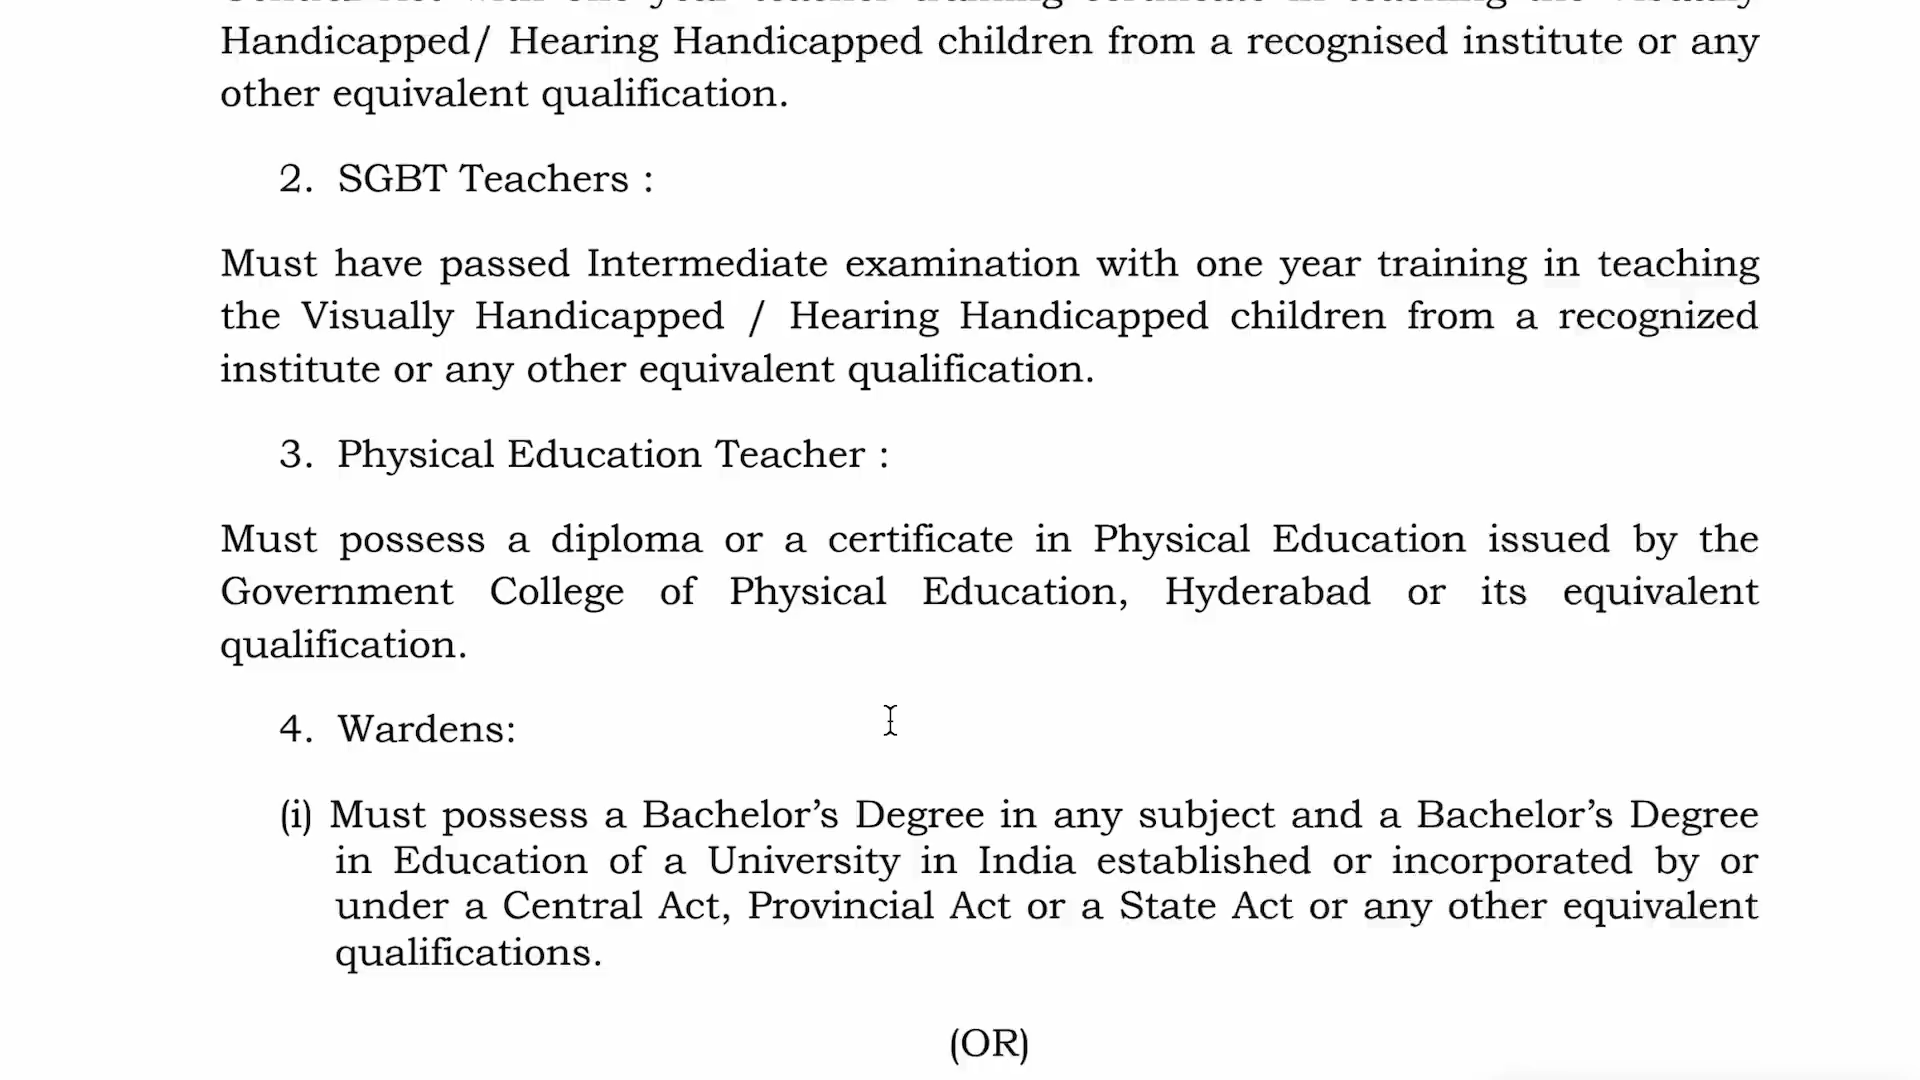 Handicapped/ Hearing Handicapped children from a recognised institute or any
other equivalent qualification.
2. SGBT Teachers :
Must have passed Intermediate examination with one year training in teaching
the Visually Handicapped / Hearing Handicapped children from a recognized
institute or any other equivalent qualification.
3. Physical Education Teacher :
Must possess a diploma or a certificate in Physical Education issued by the
Government College of Physical Education, Hyderabad or its equivalent
qualification.
4. Wardens:
(i) Must possess a Bachelor’s Degree in any subject and a Bachelor’s Degree
in Education of a University in India established or incorporated by or
under a Central Act, Provincial Act or a State Act or any other equivalent
qualifications.
(OR)